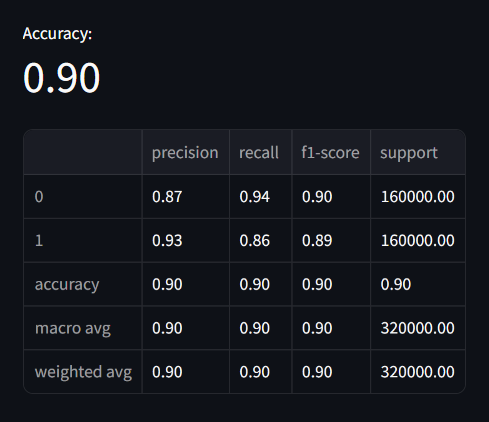 Accuracy:
0.90
precision recall f1-score support
0 0.87 0.94 0.90 160000.00
1 0.93 0.86 0.89 160000.00
accuracy 0.90 0.90 0.90 0.90
macro avg 0.90 0.90 0.90 320000.00
weighted avg 0.90 0.90 0.90 320000.00